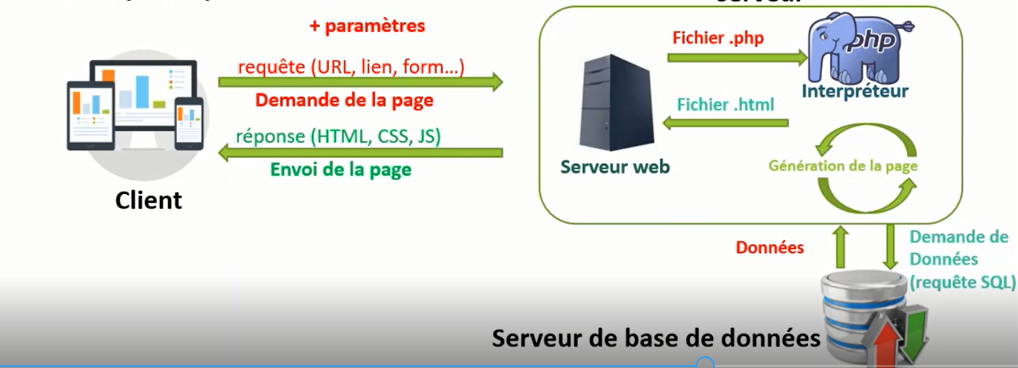 + paramètres
requête (URL, lien, form...)
Demande de la page
réponse (HTML, CSS, JS)
Envoi de la page
Client
Fichier .php
php
Interpréteur
Fichier .html
Serveur web
Génération de la page
Données
Demande de
Données
(requête SQL)
Serveur de base de données